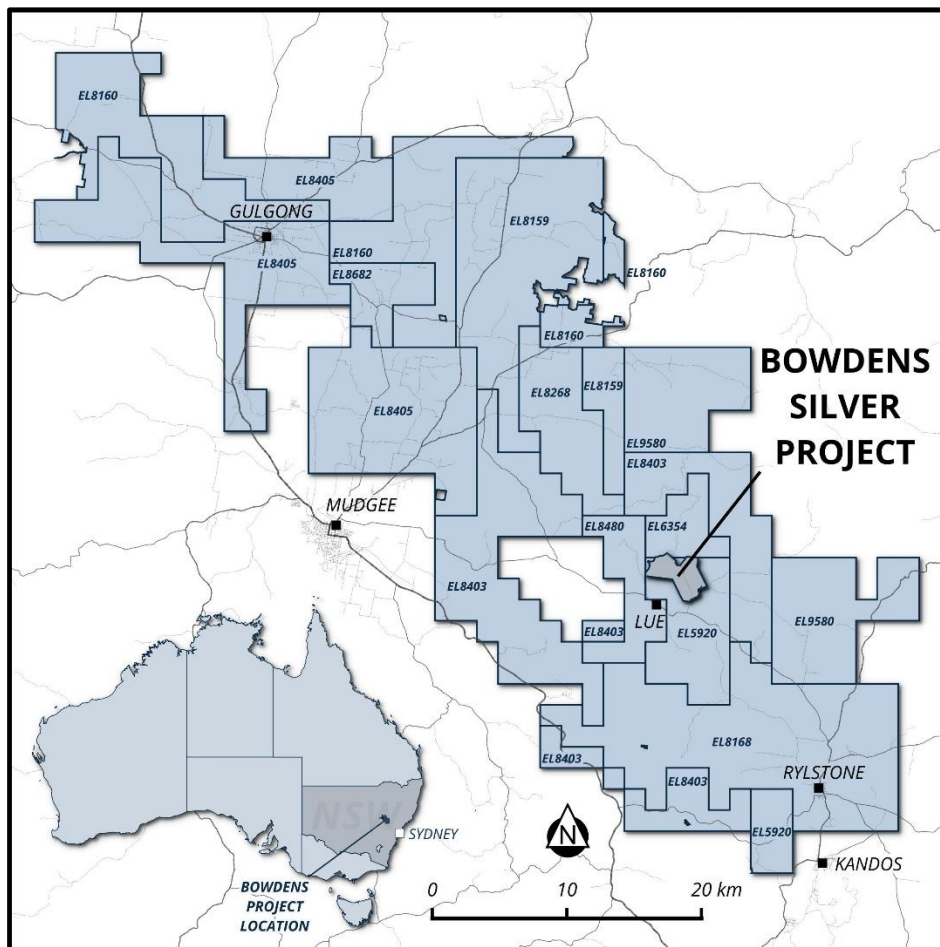 EL8160
EL8405
GULGONG
EL8159
EL8405
EL8160
EL8682
EL8160
EL8160
BOWDENS
SILVER
PROJECT
EL8268
EL8159
EL8405
EL9580
EL8403
MUDGEE
EL8480
EL6354
EL8403
LUE
EL8403
EL5920
EL9580
EL8168
EL8403
EL8403
RYLSTONE
EL5920
KANDOS
NSW
SYDNEY
BOWDENS
PROJECT
LOCATION
N
0 10 20 km